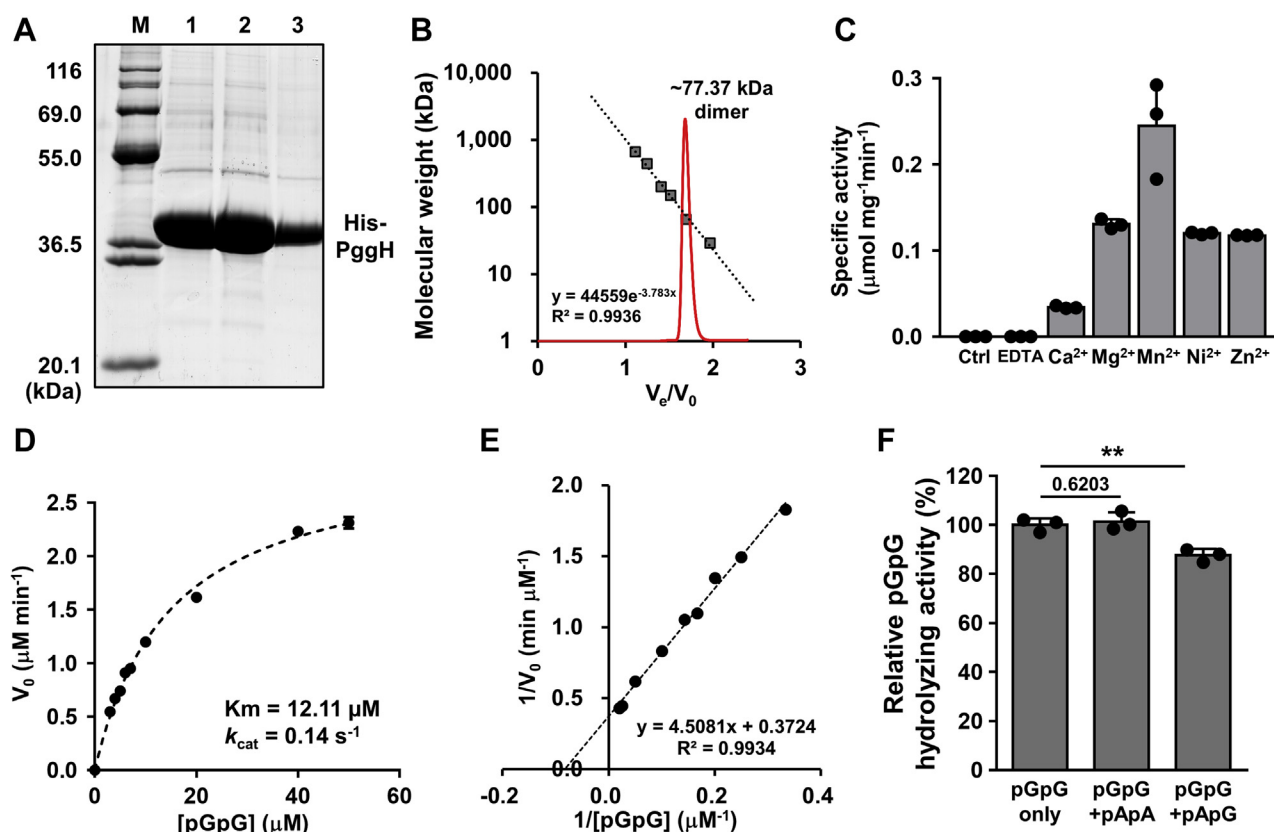 A
M 1 2 3
116
69.0
55.0
36.5
20.1
(kDa)
His-
PggH
B
Molecular weight (kDa)
10,000
1,000
100
10
1
0 1 2 3
Vₑ/V₀
~77.37 kDa
dimer
y = 44559e⁻³·⁷⁸³ˣ
R² = 0.9936
C
Specific activity
(µmol mg⁻¹min⁻¹)
0.3
0.2
0.1
0.0
Ctrl EDTA Ca²⁺ Mg²⁺ Mn²⁺ Ni²⁺ Zn²⁺
D
V₀ (µM min⁻¹)
2.5
2.0
1.5
1.0
0.5
0.0
0 20 40 60
[pGpG] (µM)
Km = 12.11 µM
kcat = 0.14 s⁻¹
E
1/V₀ (min µM⁻¹)
2.0
1.5
1.0
0.5
0.0
-0.2 0.0 0.2 0.4
1/[pGpG] (µM⁻¹)
y = 4.5081x + 0.3724
R² = 0.9934
F
Relative pGpG
hydrolyzing activity (%)
120
100
80
60
40
20
0
**
0.6203
pGpG
only
pGpG
+pApA
pGpG
+pApG